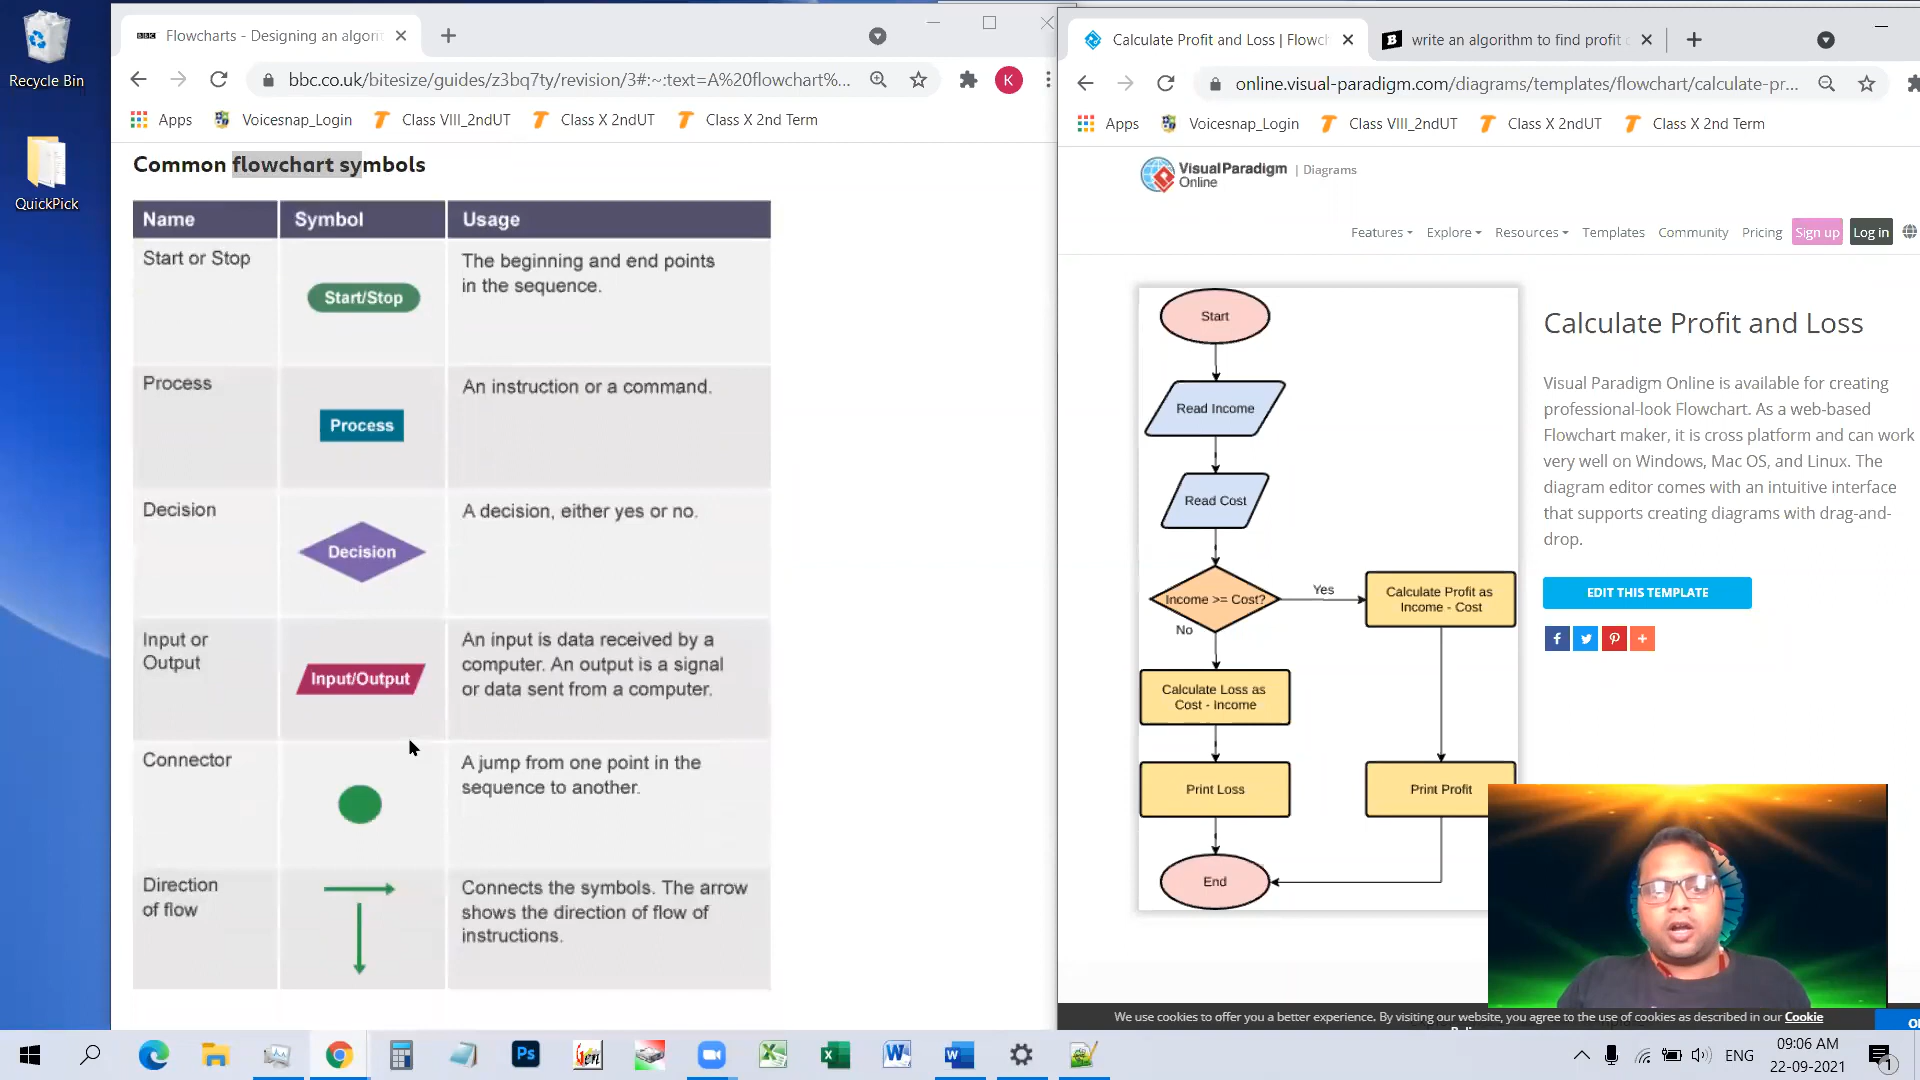 Recycle Bin
QuickPick
BBC Flowcharts - Designing an algorit
bbc.co.uk/bitesize/guides/z3bq7ty/revision/3#:~:text=A%20flowchart%...
K
Apps Voicesnap_Login Class VIII_2ndUT Class X 2ndUT Class X 2nd Term
Common flowchart symbols
Name Symbol Usage
Start or Stop
Start/Stop
The beginning and end points
in the sequence.
Process
Process
An instruction or a command.
Decision
Decision
A decision, either yes or no.
Input or
Output
Input/Output
An input is data received by a
computer. An output is a signal
or data sent from a computer.
Connector
A jump from one point in the
sequence to another.
Direction
of flow
Connects the symbols. The arrow
shows the direction of flow of
instructions.
Calculate Profit and Loss | Flowch write an algorithm to find profit
online.visual-paradigm.com/diagrams/templates/flowchart/calculate-pr...
Apps Voicesnap_Login Class VIII_2ndUT Class X 2ndUT Class X 2nd Term
VisualParadigm
Online
| Diagrams
Features Explore Resources Templates Community Pricing Sign up Log in
Start
Read Income
Read Cost
Income >= Cost?
Yes
No
Calculate Profit as
Income - Cost
Calculate Loss as
Cost - Income
Print Loss
Print Profit
End
Calculate Profit and Loss
Visual Paradigm Online is available for creating
professional-look Flowchart. As a web-based
Flowchart maker, it is cross platform and can work
very well on Windows, Mac OS, and Linux. The
diagram editor comes with an intuitive interface
that supports creating diagrams with drag-and-
drop.
EDIT THIS TEMPLATE
We use cookies to offer you a better experience. By visiting our website, you agree to the use of cookies as described in our Cookie
Ps
ENG
09:06 AM
22-09-2021
1